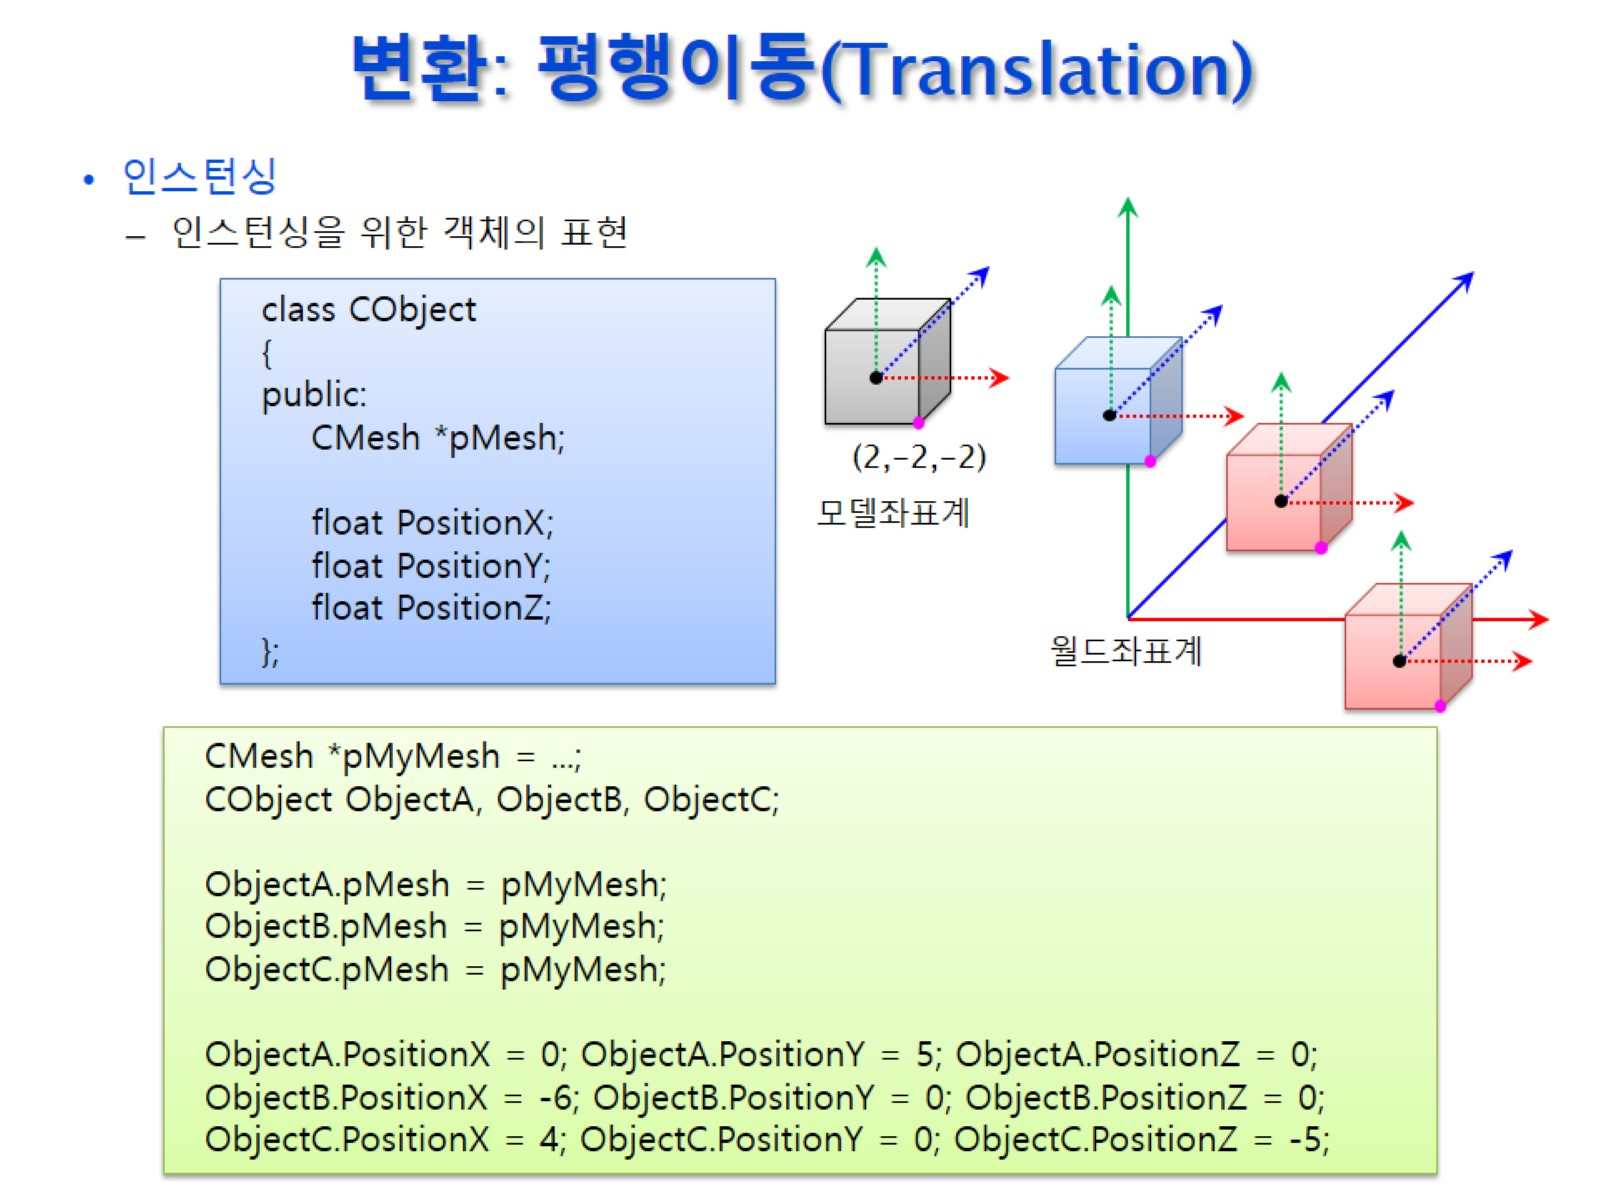 변환: 평행이동(Translation)
• 인스턴싱
– 인스턴싱을 위한 객체의 표현
class CObject
{
public:
CMesh *pMesh;
float PositionX;
float PositionY;
float PositionZ;
};
(2,-2,-2)
모델좌표계
월드좌표계
CMesh *pMyMesh = ...;
CObject ObjectA, ObjectB, ObjectC;
ObjectA.pMesh = pMyMesh;
ObjectB.pMesh = pMyMesh;
ObjectC.pMesh = pMyMesh;
ObjectA.PositionX = 0; ObjectA.PositionY = 5; ObjectA.PositionZ = 0;
ObjectB.PositionX = -6; ObjectB.PositionY = 0; ObjectB.PositionZ = 0;
ObjectC.PositionX = 4; ObjectC.PositionY = 0; ObjectC.PositionZ = -5;